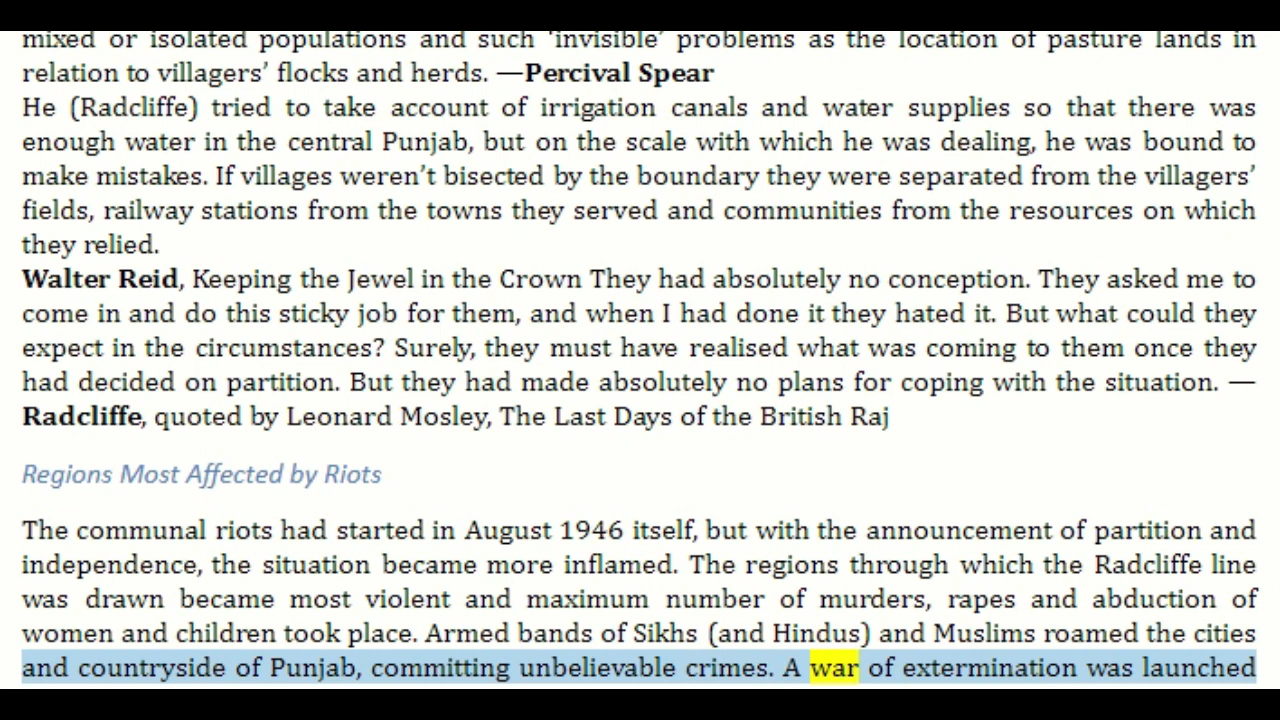 mixed or isolated populations and such ‘invisible’ problems as the location of pasture lands in
relation to villagers’ flocks and herds. —Percival Spear
He (Radcliffe) tried to take account of irrigation canals and water supplies so that there was
enough water in the central Punjab, but on the scale with which he was dealing, he was bound to
make mistakes. If villages weren’t bisected by the boundary they were separated from the villagers’
fields, railway stations from the towns they served and communities from the resources on which
they relied.
Walter Reid, Keeping the Jewel in the Crown They had absolutely no conception. They asked me to
come in and do this sticky job for them, and when I had done it they hated it. But what could they
expect in the circumstances? Surely, they must have realised what was coming to them once they
had decided on partition. But they had made absolutely no plans for coping with the situation. —
Radcliffe, quoted by Leonard Mosley, The Last Days of the British Raj
Regions Most Affected by Riots
The communal riots had started in August 1946 itself, but with the announcement of partition and
independence, the situation became more inflamed. The regions through which the Radcliffe line
was drawn became most violent and maximum number of murders, rapes and abduction of
women and children took place. Armed bands of Sikhs (and Hindus) and Muslims roamed the cities
and countryside of Punjab, committing unbelievable crimes. A war of extermination was launched